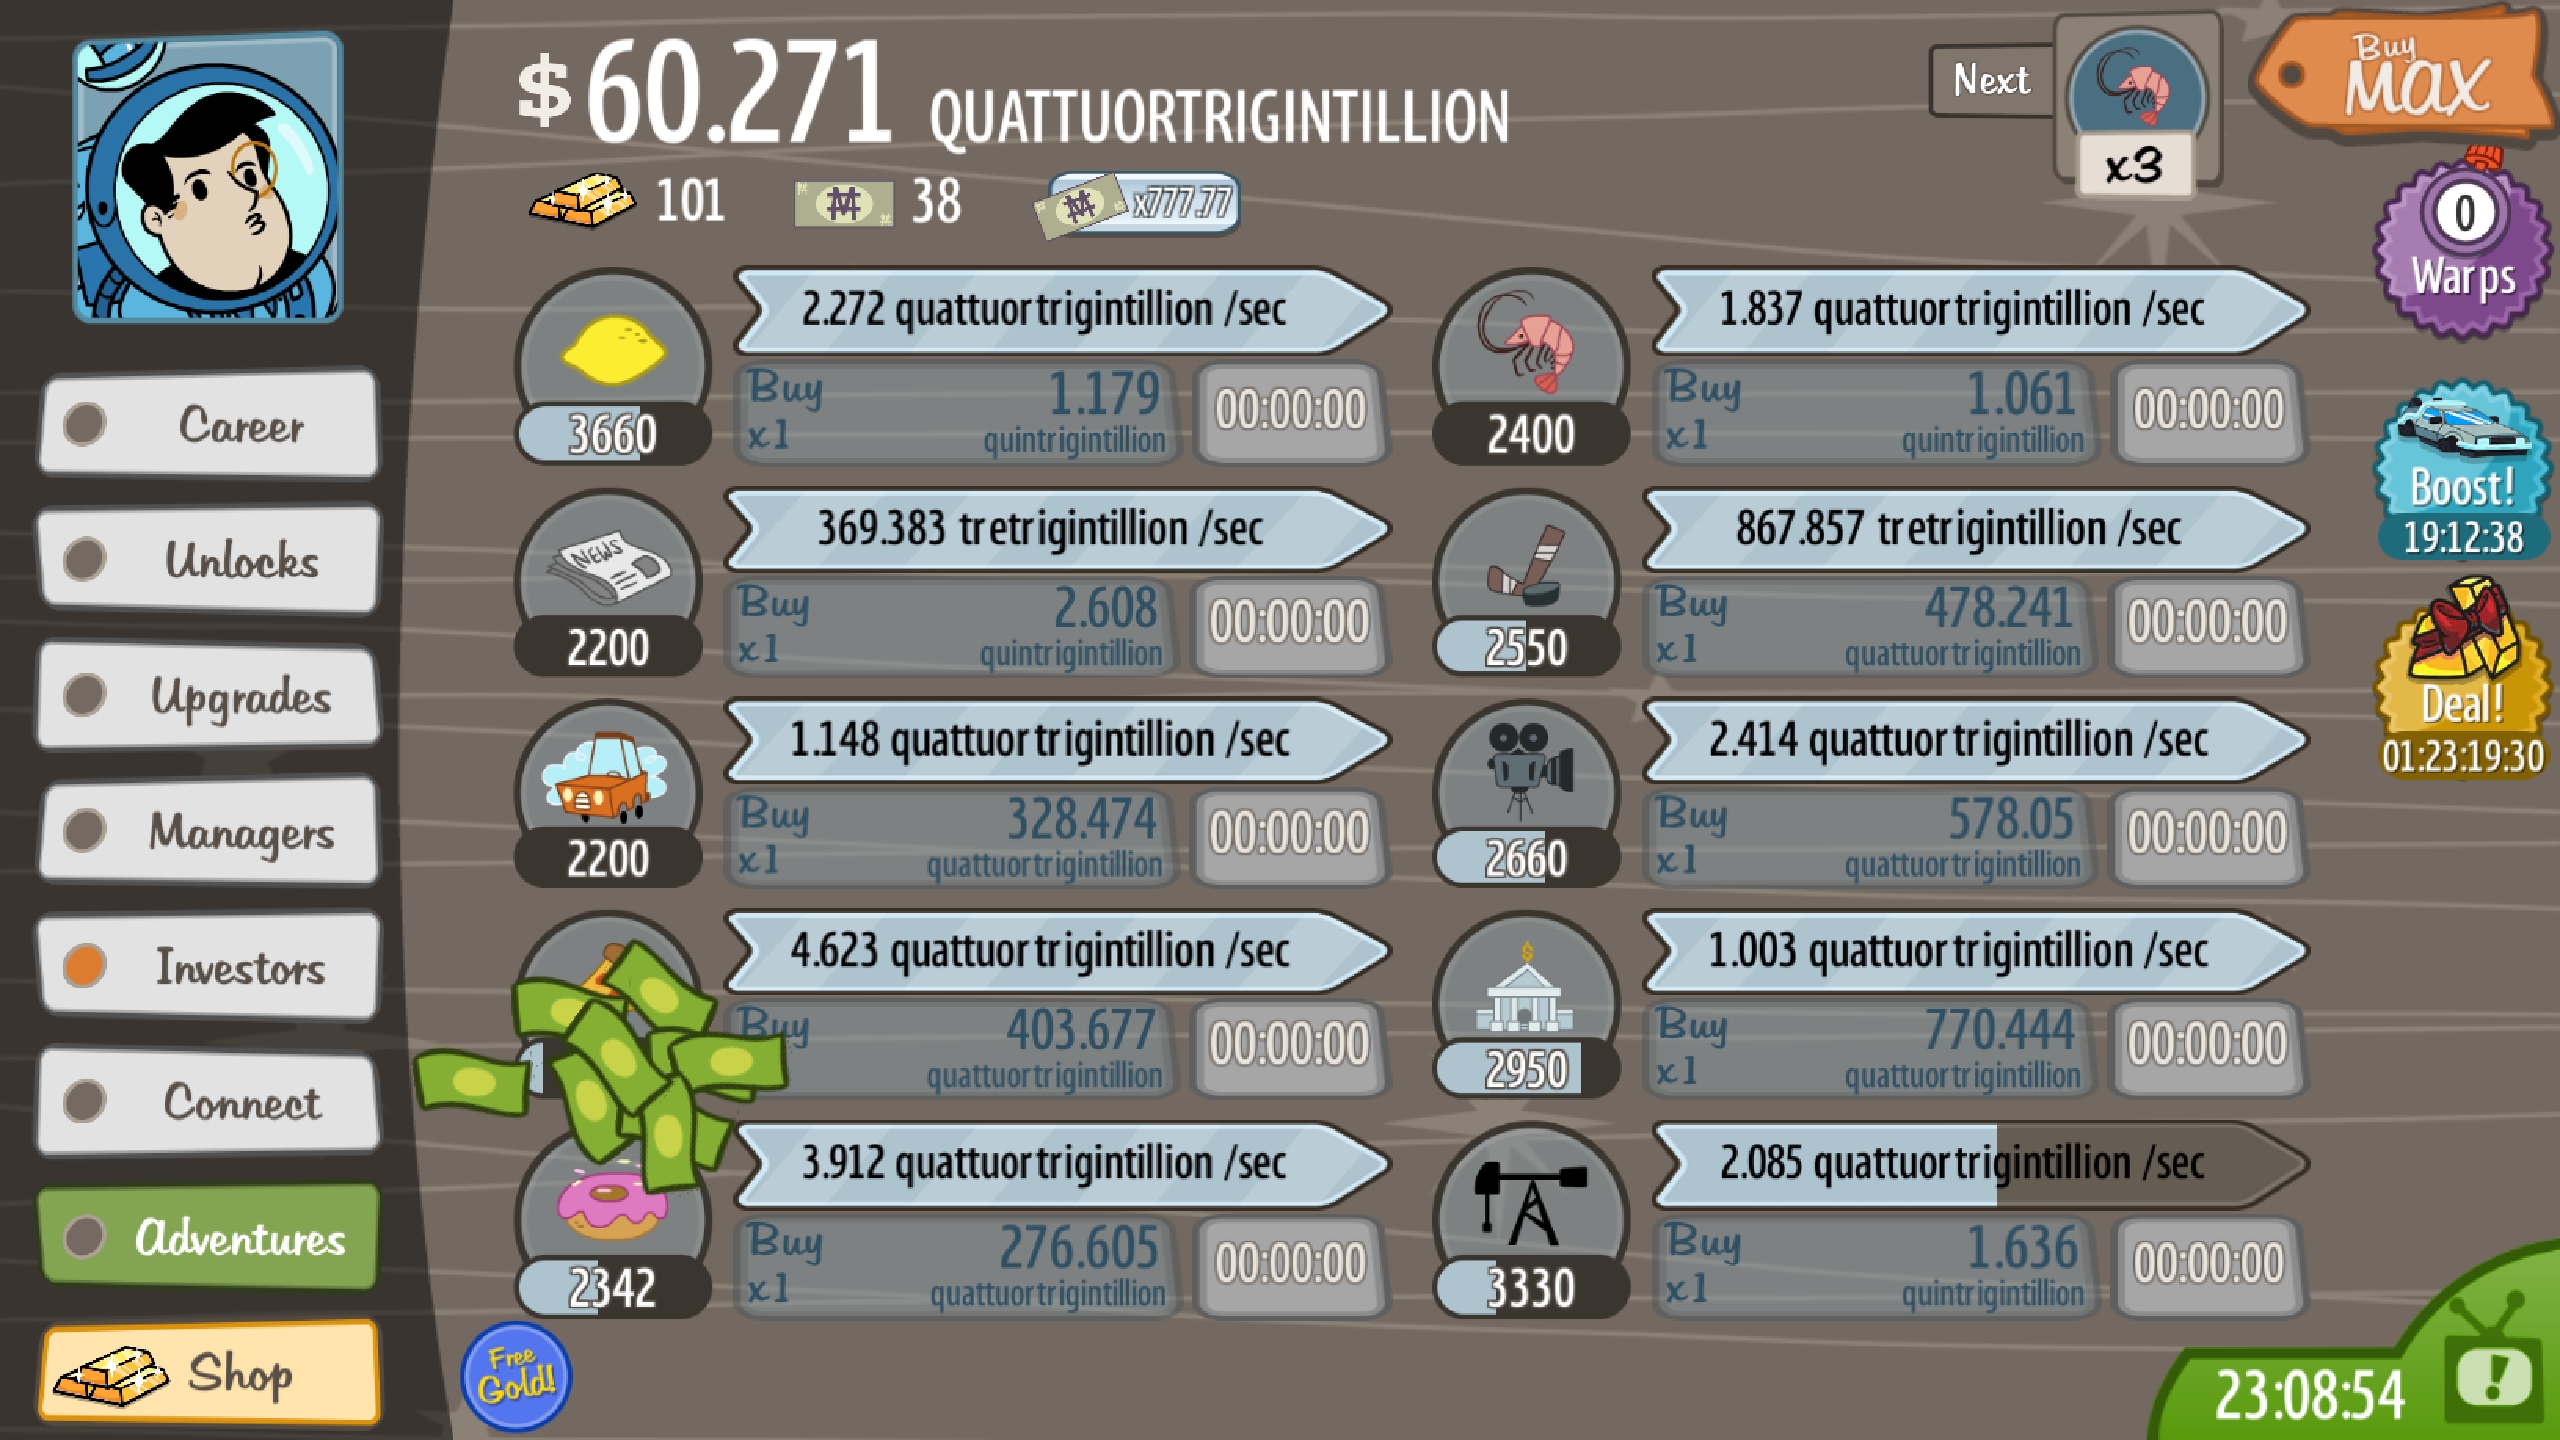 $60.271 QUATTUORTRIGINTILLION
101
38
x777.77
Next
x3
Buy
MAX
0
Warps
Boost!
19:12:38
Deal!
01:23:19:30
Career
Unlocks
Upgrades
Managers
Investors
Connect
Adventures
Shop
2.272 quattuortrigintillion /sec
3660
Buy
x1
1.179
quintrigintillion
00:00:00
1.837 quattuortrigintillion /sec
2400
Buy
x1
1.061
quintrigintillion
00:00:00
369.383 tretrigintillion /sec
NEWS
2200
Buy
x1
2.608
quintrigintillion
00:00:00
867.857 tretrigintillion /sec
2550
Buy
x1
478.241
quattuortrigintillion
00:00:00
1.148 quattuortrigintillion /sec
2200
Buy
x1
328.474
quattuortrigintillion
00:00:00
2.414 quattuortrigintillion /sec
2660
Buy
x1
578.05
quattuortrigintillion
00:00:00
4.623 quattuortrigintillion /sec
Buy
403.677
quattuortrigintillion
00:00:00
1.003 quattuortrigintillion /sec
$
2950
Buy
x1
770.444
quattuortrigintillion
00:00:00
3.912 quattuortrigintillion /sec
2342
Buy
x1
276.605
quattuortrigintillion
00:00:00
2.085 quattuortrigintillion /sec
3330
Buy
x1
1.636
quintrigintillion
00:00:00
Free
Gold!
23:08:54
!